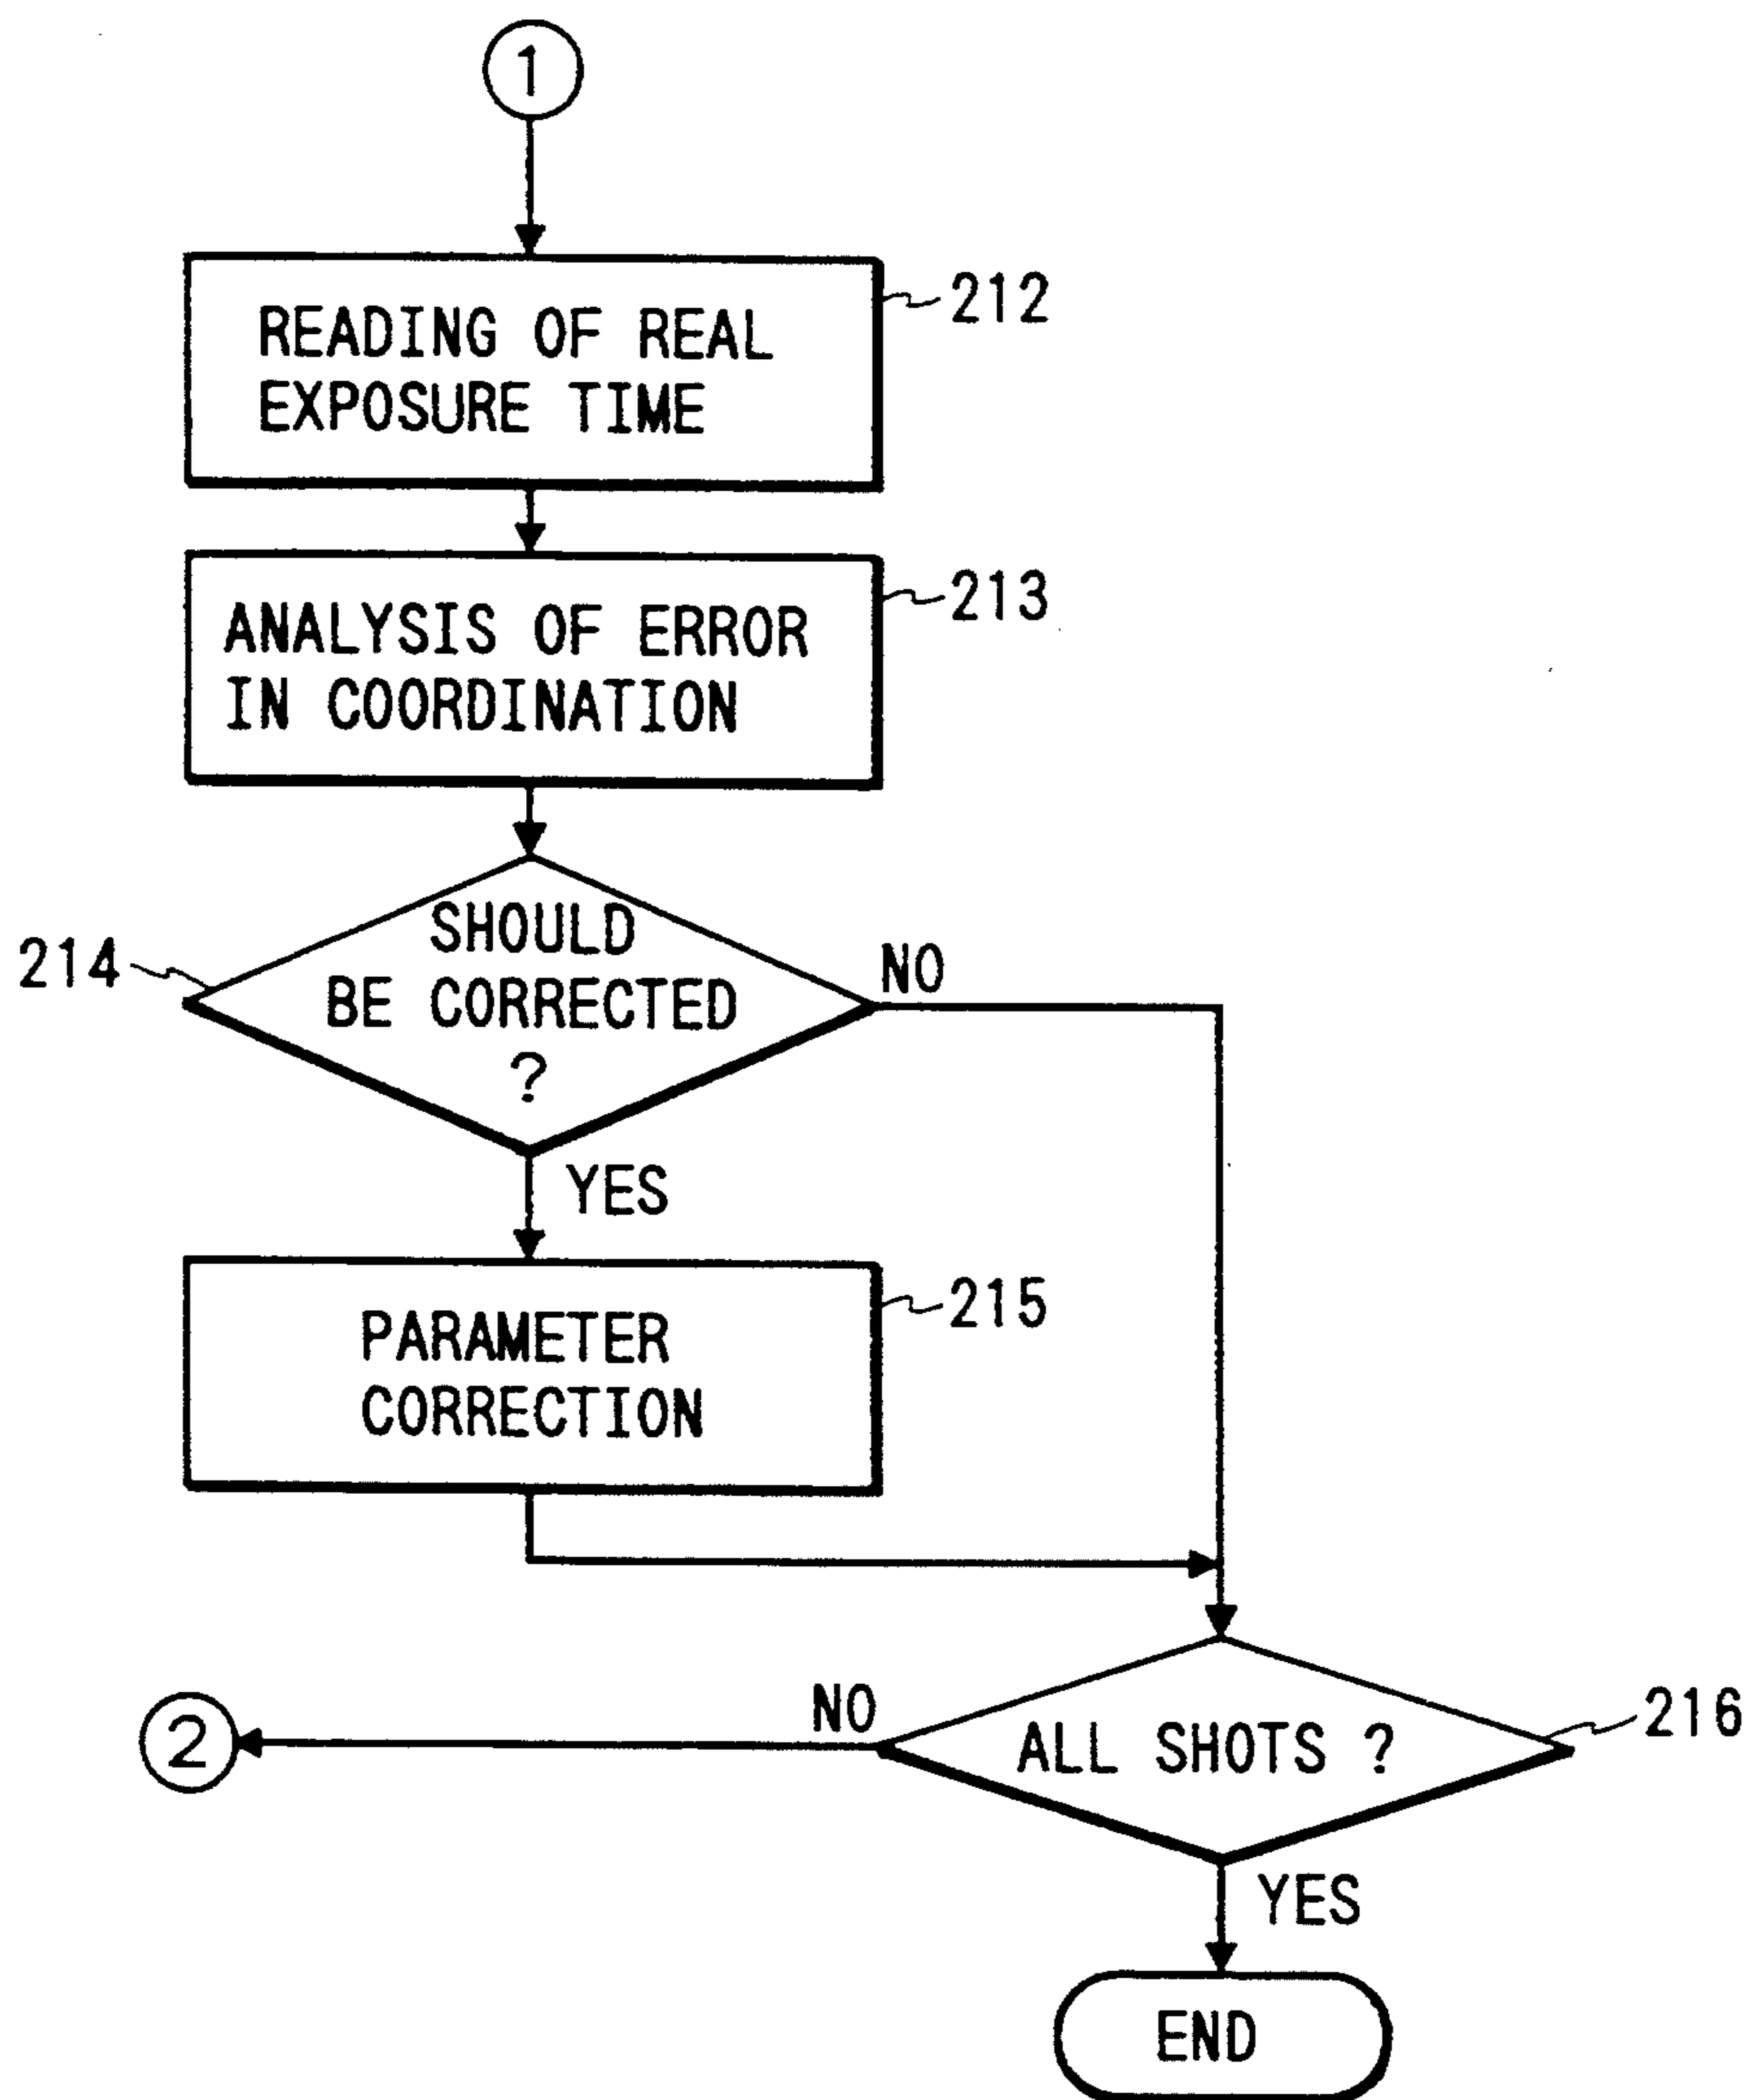 1
READING OF REAL
EXPOSURE TIME
212
ANALYSIS OF ERROR
IN COORDINATION
213
SHOULD
BE CORRECTED
?
214
NO
YES
PARAMETER
CORRECTION
215
ALL SHOTS ?
216
NO
2
YES
END